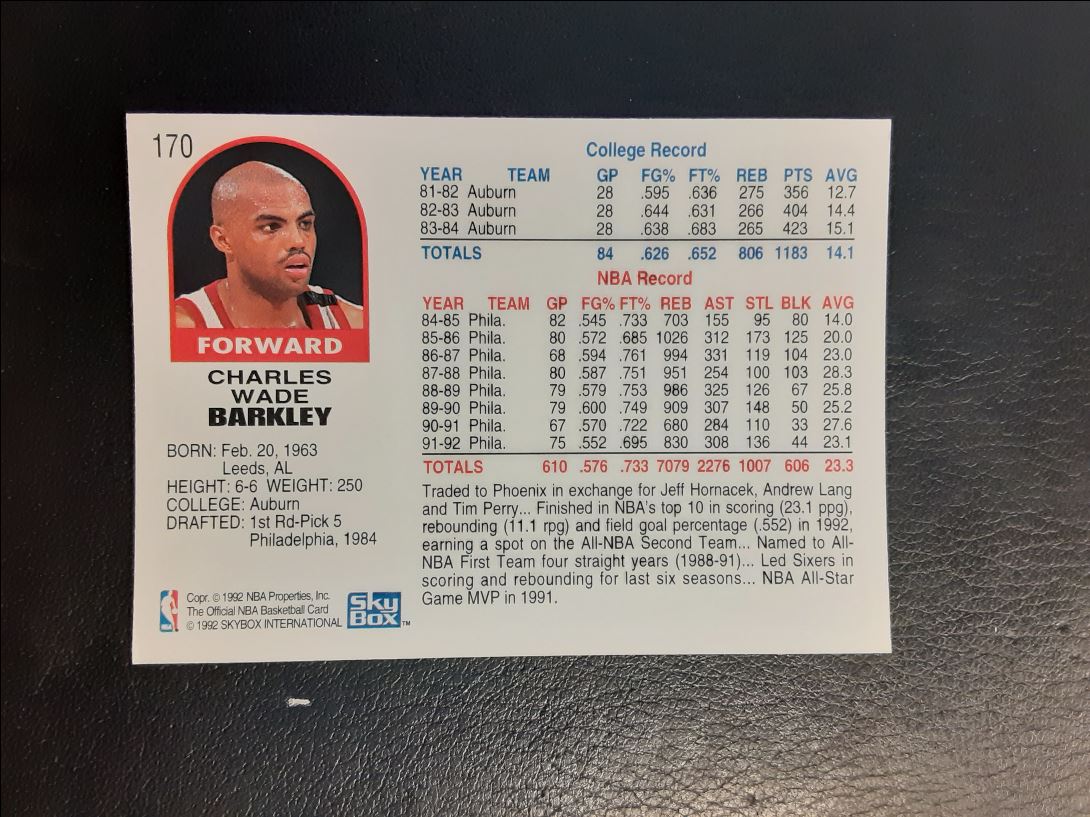 170
FORWARD
CHARLES
WADE
BARKLEY
BORN: Feb. 20, 1963
Leeds, AL
HEIGHT: 6-6 WEIGHT: 250
COLLEGE: Auburn
DRAFTED: 1st Rd-Pick 5
Philadelphia, 1984
Copr. © 1992 NBA Properties, Inc.
The Official NBA Basketball Card
© 1992 SKYBOX INTERNATIONAL
Sky
Box™
College Record
YEAR TEAM GP FG% FT% REB PTS AVG
81-82 Auburn 28 .595 .636 275 356 12.7
82-83 Auburn 28 .644 .631 266 404 14.4
83-84 Auburn 28 .638 .683 265 423 15.1
TOTALS 84 .626 .652 806 1183 14.1
NBA Record
YEAR TEAM GP FG% FT% REB AST STL BLK AVG
84-85 Phila. 82 .545 .733 703 155 95 80 14.0
85-86 Phila. 80 .572 .685 1026 312 173 125 20.0
86-87 Phila. 68 .594 .761 994 331 119 104 23.0
87-88 Phila. 80 .587 .751 951 254 100 103 28.3
88-89 Phila. 79 .579 .753 986 325 126 67 25.8
89-90 Phila. 79 .600 .749 909 307 148 50 25.2
90-91 Phila. 67 .570 .722 680 284 110 33 27.6
91-92 Phila. 75 .552 .695 830 308 136 44 23.1
TOTALS 610 .576 .733 7079 2276 1007 606 23.3
Traded to Phoenix in exchange for Jeff Hornacek, Andrew Lang
and Tim Perry... Finished in NBA's top 10 in scoring (23.1 ppg),
rebounding (11.1 rpg) and field goal percentage (.552) in 1992,
earning a spot on the All-NBA Second Team... Named to All-
NBA First Team four straight years (1988-91)... Led Sixers in
scoring and rebounding for last six seasons... NBA All-Star
Game MVP in 1991.